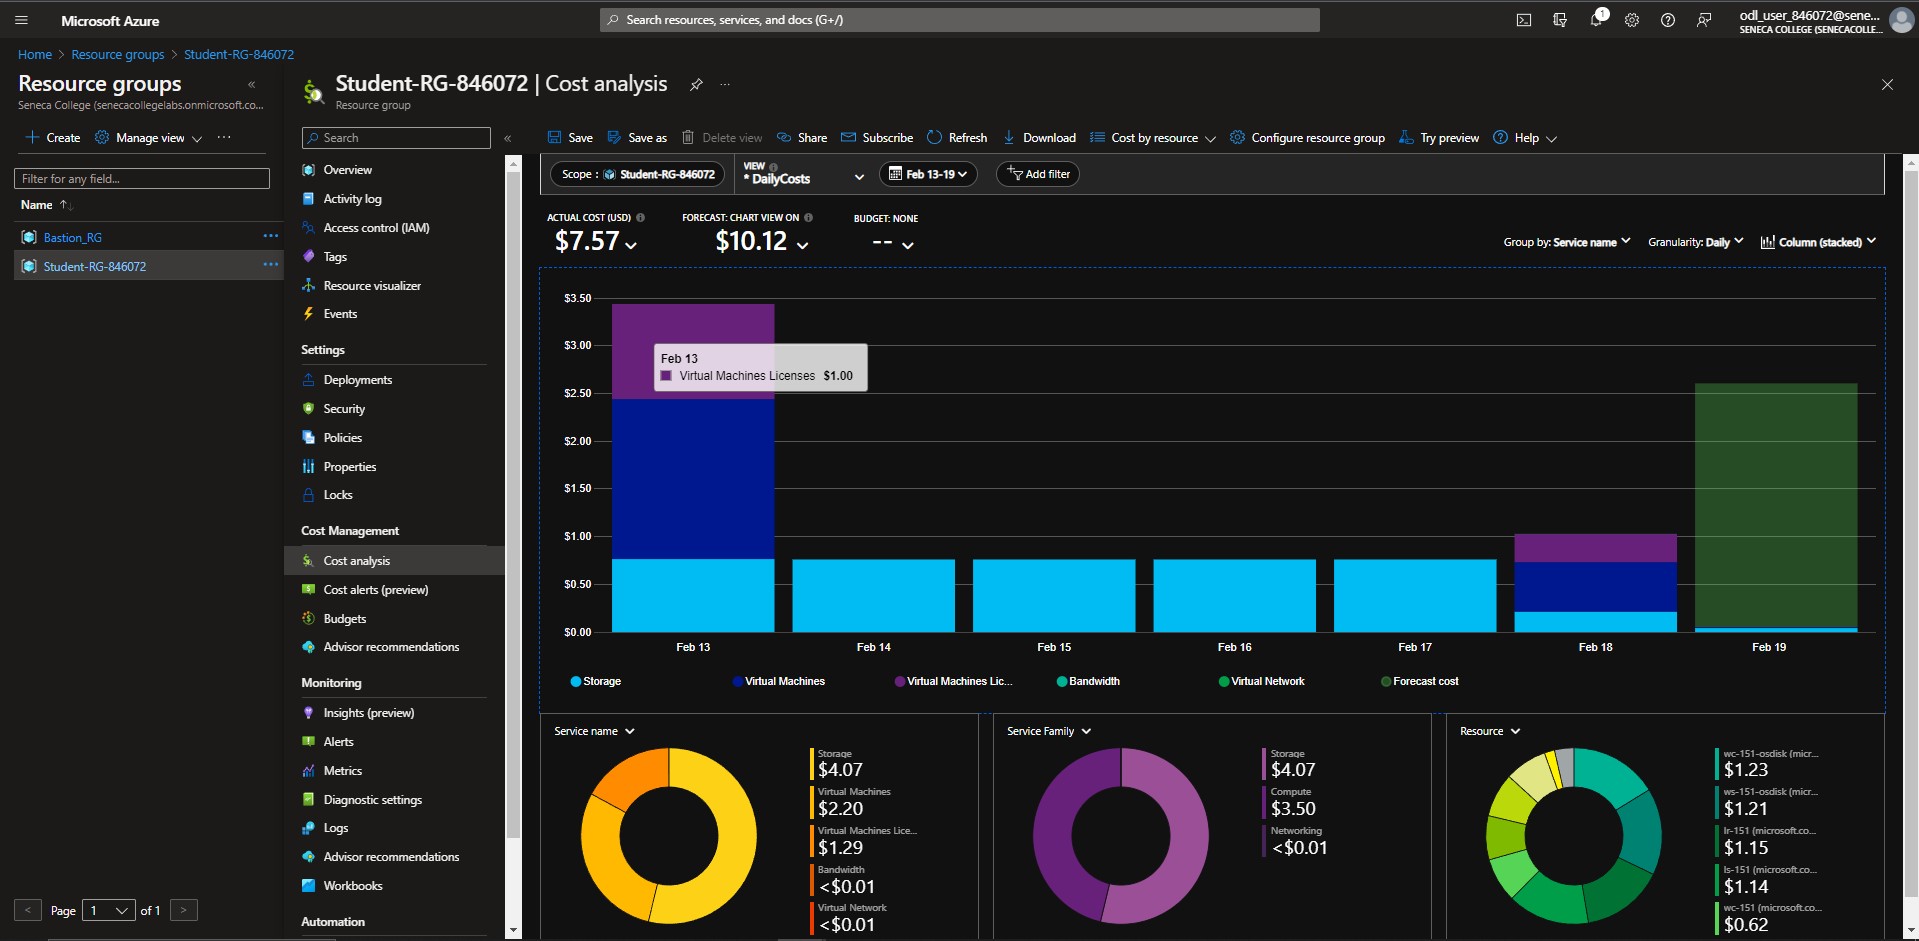 Microsoft Azure
Search resources, services, and docs (G+/)
1
odl_user_846072@sene...
SENECA COLLEGE (SENECACOLLE...
Home > Resource groups > Student-RG-846072
Resource groups «
Seneca College (senecacollegelabs.onmicrosoft.co...
+ Create Manage view ...
Filter for any field...
Name ↑↓
Bastion_RG ...
Student-RG-846072 ...
< Page 1 of 1 >
Student-RG-846072 | Cost analysis ...
Resource group
Search «
Overview
Activity log
Access control (IAM)
Tags
Resource visualizer
Events
Settings
Deployments
Security
Policies
Properties
Locks
Cost Management
Cost analysis
Cost alerts (preview)
Budgets
Advisor recommendations
Monitoring
Insights (preview)
Alerts
Metrics
Diagnostic settings
Logs
Advisor recommendations
Workbooks
Automation
Save Save as Delete view Share Subscribe Refresh Download Cost by resource Configure resource group Try preview Help
Scope : Student-RG-846072
VIEW
* DailyCosts
Feb 13-19
Add filter
ACTUAL COST (USD)
$7.57
FORECAST: CHART VIEW ON
$10.12
BUDGET: NONE
--
Group by: Service name Granularity: Daily Column (stacked)
$3.50
$3.00
$2.50
$2.00
$1.50
$1.00
$0.50
$0.00
Feb 13
Virtual Machines Licenses $1.00
Feb 13 Feb 14 Feb 15 Feb 16 Feb 17 Feb 18 Feb 19
Storage Virtual Machines Virtual Machines Lic... Bandwidth Virtual Network Forecast cost
Service name
Storage
$4.07
Virtual Machines
$2.20
Virtual Machines Lice...
$1.29
Bandwidth
<$0.01
Virtual Network
<$0.01
Service Family
Storage
$4.07
Compute
$3.50
Networking
<$0.01
Resource
wc-151-osdisk (micr...
$1.23
ws-151-osdisk (micr...
$1.21
lr-151 (microsoft.co...
$1.15
ls-151 (microsoft.co...
$1.14
wc-151 (microsoft.co...
$0.62